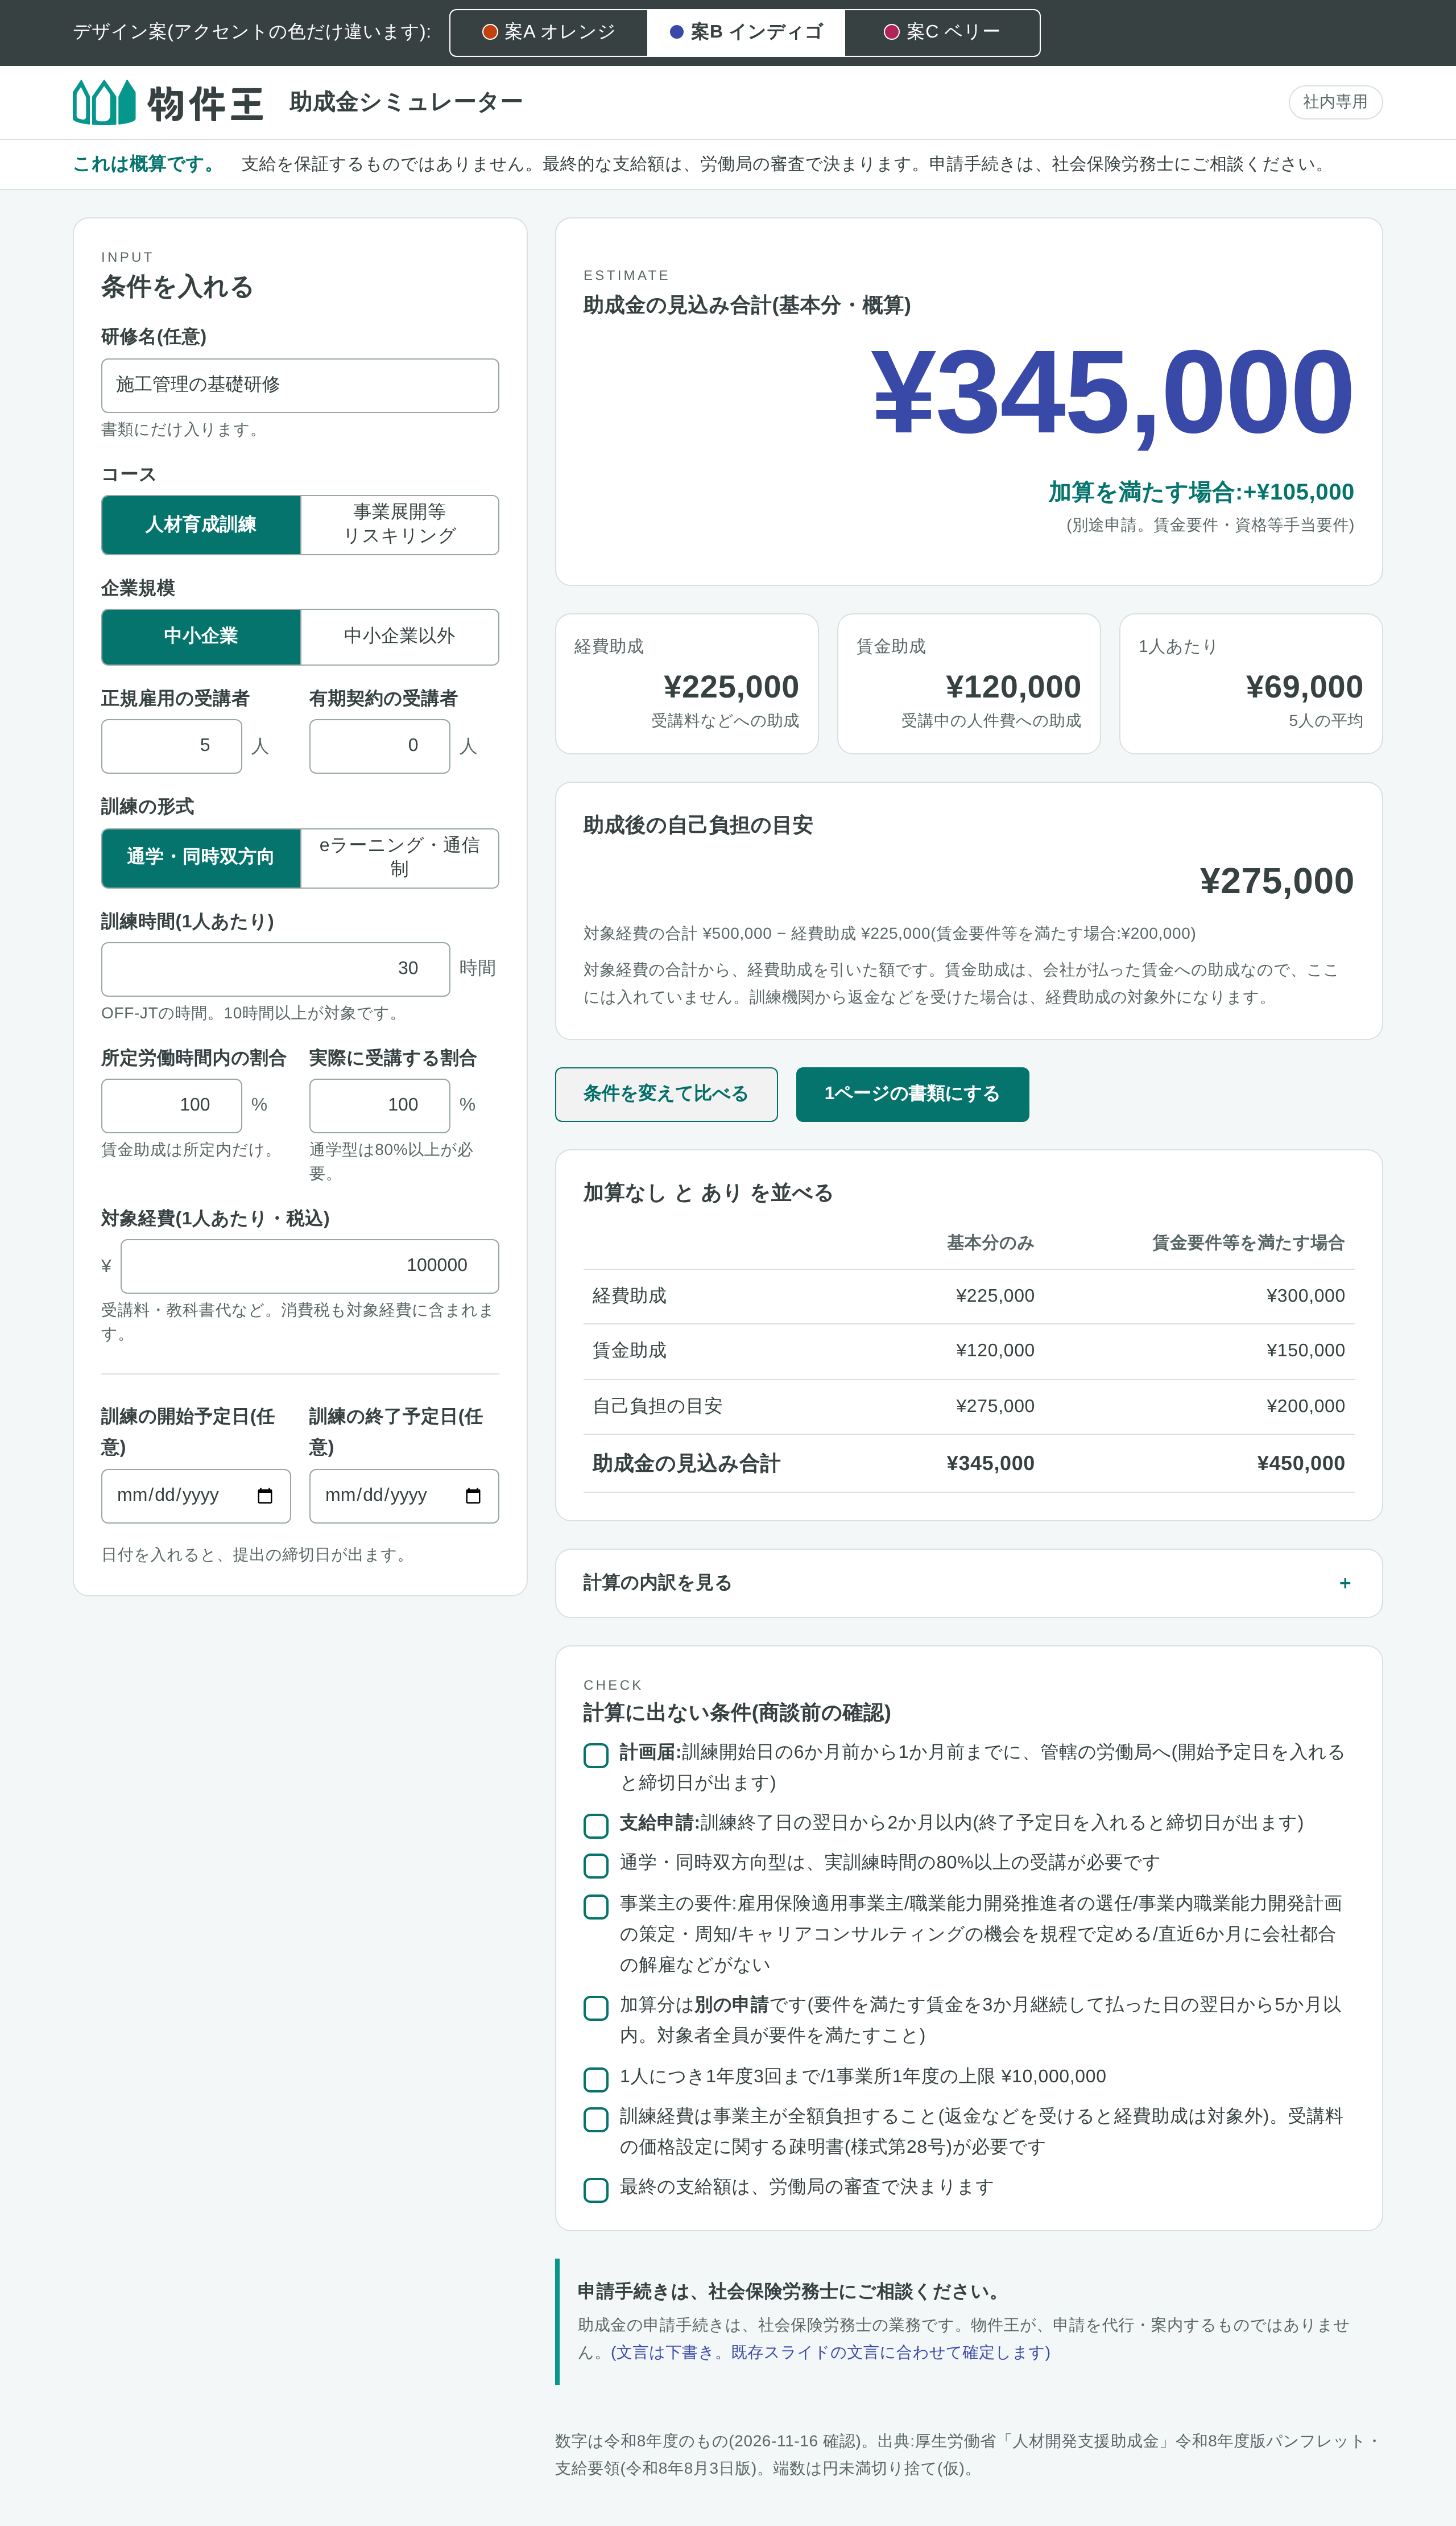 デザイン案(アクセントの色だけ違います):
案A オレンジ
案B インディゴ
案C ベリー
物件王
助成金シミュレーター
社内専用
これは概算です。 支給を保証するものではありません。最終的な支給額は、労働局の審査で決まります。申請手続きは、社会保険労務士にご相談ください。
INPUT
条件を入れる
研修名(任意)
施工管理の基礎研修
書類にだけ入ります。
コース
人材育成訓練
事業展開等
リスキリング
企業規模
中小企業
中小企業以外
正規雇用の受講者
5 人
有期契約の受講者
0 人
訓練の形式
通学・同時双方向
eラーニング・通信
制
訓練時間(1人あたり)
30 時間
OFF-JTの時間。10時間以上が対象です。
所定労働時間内の割合
100 %
賃金助成は所定内だけ。
実際に受講する割合
100 %
通学型は80%以上が必
要。
対象経費(1人あたり・税込)
¥ 100000
受講料・教科書代など。消費税も対象経費に含まれま
す。
訓練の開始予定日(任
意)
mm/dd/yyyy
訓練の終了予定日(任
意)
mm/dd/yyyy
日付を入れると、提出の締切日が出ます。
ESTIMATE
助成金の見込み合計(基本分・概算)
¥345,000
加算を満たす場合:+¥105,000
(別途申請。賃金要件・資格等手当要件)
経費助成
¥225,000
受講料などへの助成
賃金助成
¥120,000
受講中の人件費への助成
1人あたり
¥69,000
5人の平均
助成後の自己負担の目安
¥275,000
対象経費の合計 ¥500,000 − 経費助成 ¥225,000(賃金要件等を満たす場合:¥200,000)
対象経費の合計から、経費助成を引いた額です。賃金助成は、会社が払った賃金への助成なので、ここ
には入れていません。訓練機関から返金などを受けた場合は、経費助成の対象外になります。
条件を変えて比べる
1ページの書類にする
加算なし と あり を並べる
基本分のみ 賃金要件等を満たす場合
経費助成 ¥225,000 ¥300,000
賃金助成 ¥120,000 ¥150,000
自己負担の目安 ¥275,000 ¥200,000
助成金の見込み合計 ¥345,000 ¥450,000
計算の内訳を見る +
CHECK
計算に出ない条件(商談前の確認)
計画届:訓練開始日の6か月前から1か月前までに、管轄の労働局へ(開始予定日を入れる
と締切日が出ます)
支給申請:訓練終了日の翌日から2か月以内(終了予定日を入れると締切日が出ます)
通学・同時双方向型は、実訓練時間の80%以上の受講が必要です
事業主の要件:雇用保険適用事業主/職業能力開発推進者の選任/事業内職業能力開発計画
の策定・周知/キャリアコンサルティングの機会を規程で定める/直近6か月に会社都合
の解雇などがない
加算分は別の申請です(要件を満たす賃金を3か月継続して払った日の翌日から5か月以
内。対象者全員が要件を満たすこと)
1人につき1年度3回まで/1事業所1年度の上限 ¥10,000,000
訓練経費は事業主が全額負担すること(返金などを受けると経費助成は対象外)。受講料
の価格設定に関する疎明書(様式第28号)が必要です
最終の支給額は、労働局の審査で決まります
申請手続きは、社会保険労務士にご相談ください。
助成金の申請手続きは、社会保険労務士の業務です。物件王が、申請を代行・案内するものではありませ
ん。(文言は下書き。既存スライドの文言に合わせて確定します)
数字は令和8年度のもの(2026-11-16 確認)。出典:厚生労働省「人材開発支援助成金」令和8年度版パンフレット・
支給要領(令和8年8月3日版)。端数は円未満切り捨て(仮)。